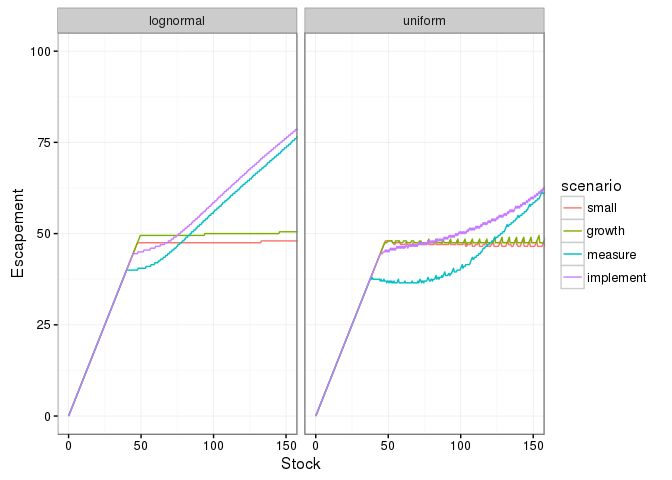 lognormal uniform
100
75
50
25
0
Escapement
0 50 100 150 0 50 100 150
Stock
scenario
small
growth
measure
implement